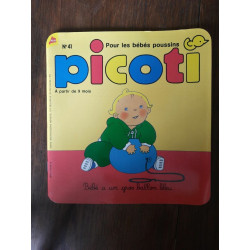 N° 41 Pour les bébés poussins
picoti
A partir de 9 mois
Bébé a un gros ballon bleu.